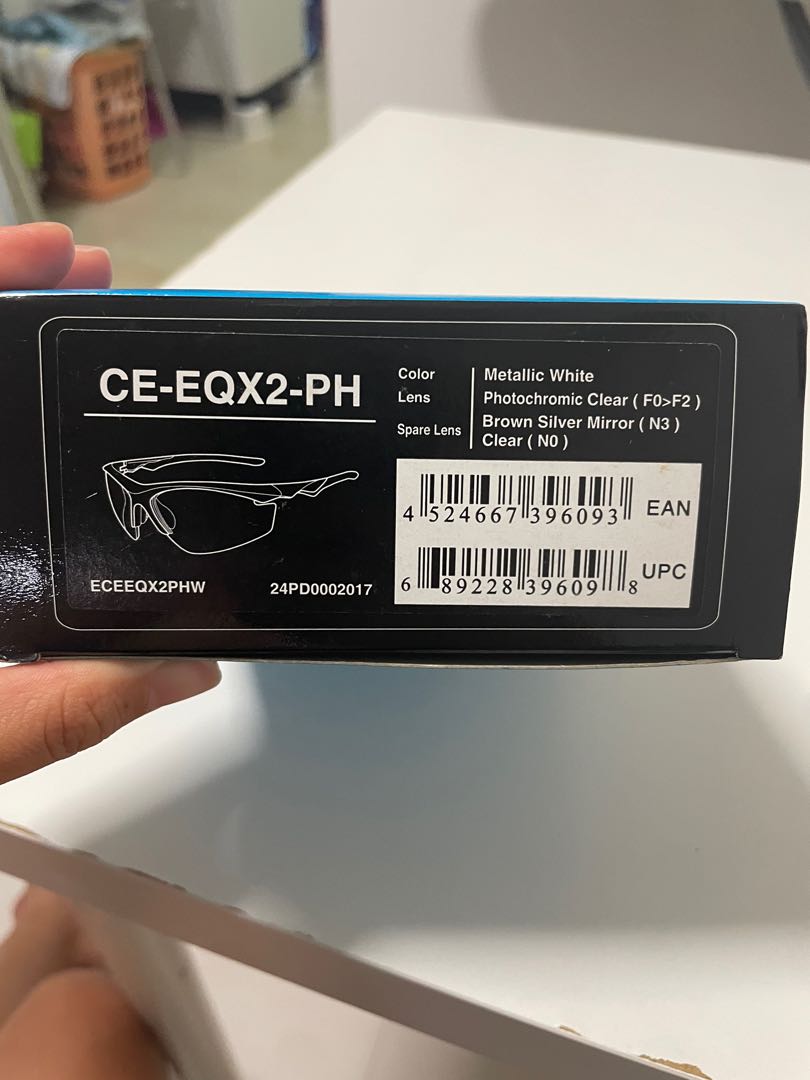 CE-EQX2-PH
Color Metallic White
Lens Photochromic Clear ( F0>F2 )
Spare Lens Brown Silver Mirror ( N3 )
Clear ( N0 )
4 524667 396093 EAN
6 89228 39609 8 UPC
ECEEQX2PHW 24PD0002017